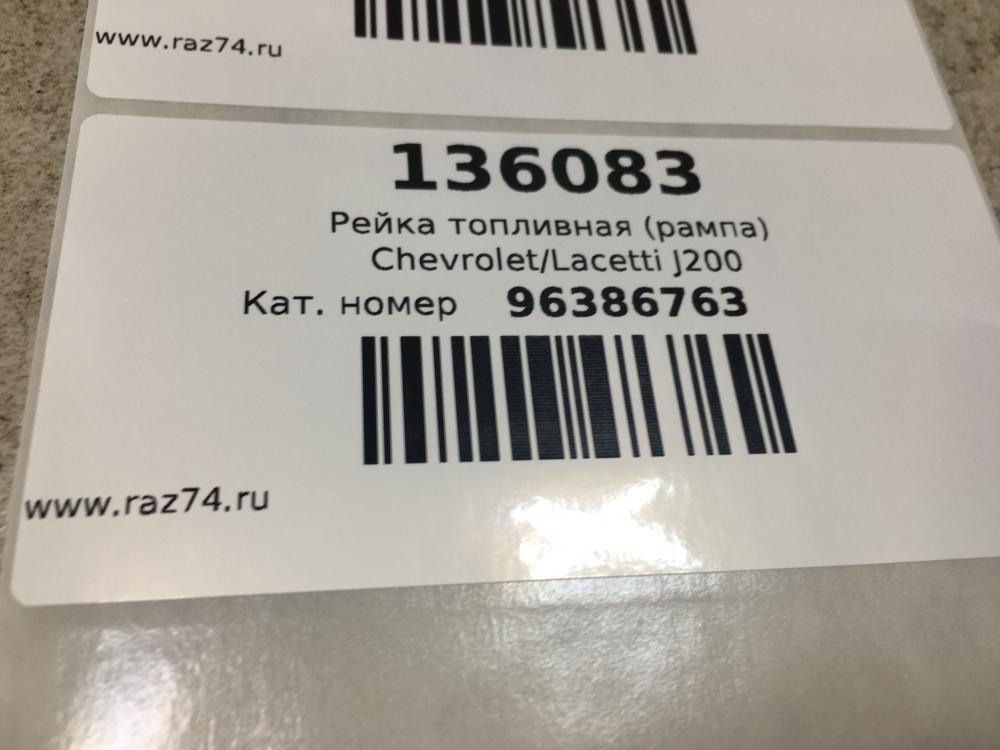 www.raz74.ru
136083
Рейка топливная (рампа)
Chevrolet/Lacetti J200
Кат. номер 96386763
www.raz74.ru